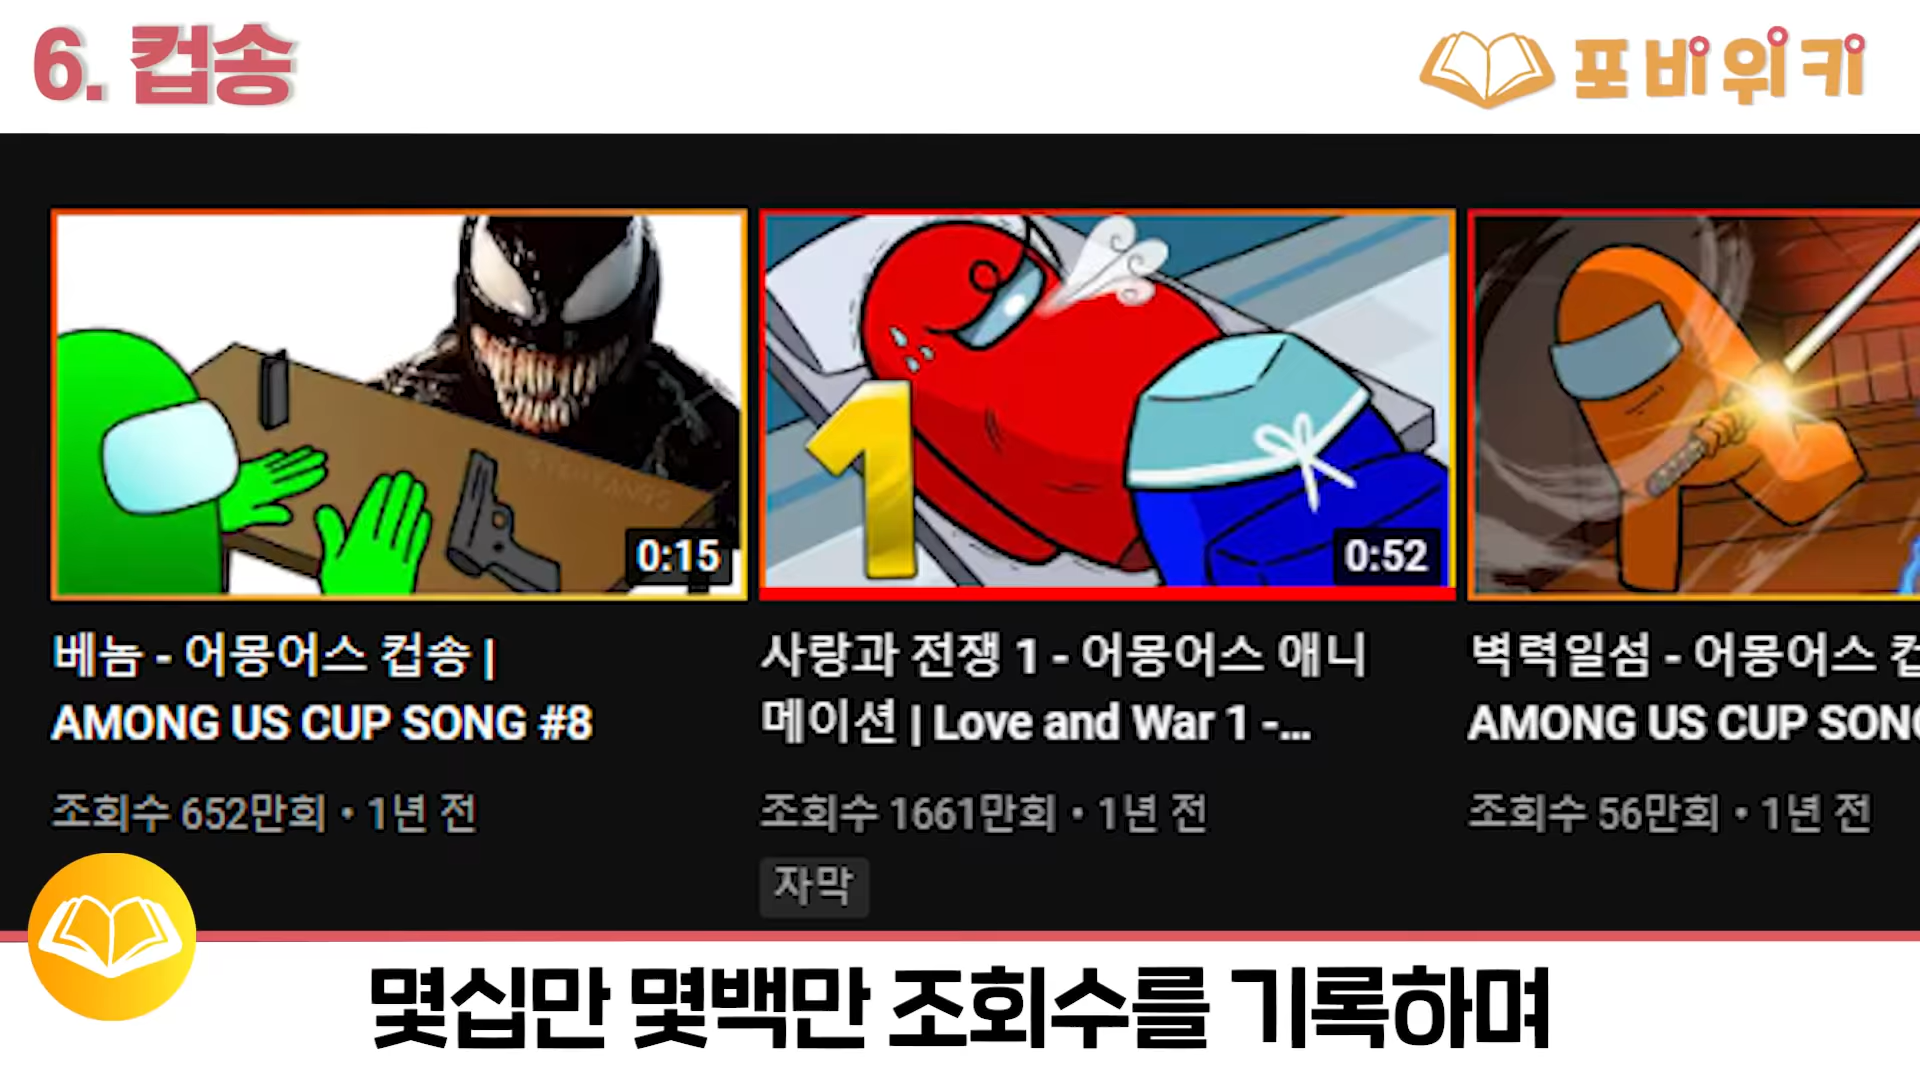 6. 컵송
포비위키
1
0:15
0:52
베놈 - 어몽어스 컵송 |
AMONG US CUP SONG #8
조회수 652만회 • 1년 전
사랑과 전쟁 1 - 어몽어스 애니
메이션 | Love and War 1 -...
조회수 1661만회 • 1년 전
자막
벽력일섬 - 어몽어스 컵
AMONG US CUP SONG
조회수 56만회 • 1년 전
몇십만 몇백만 조회수를 기록하며